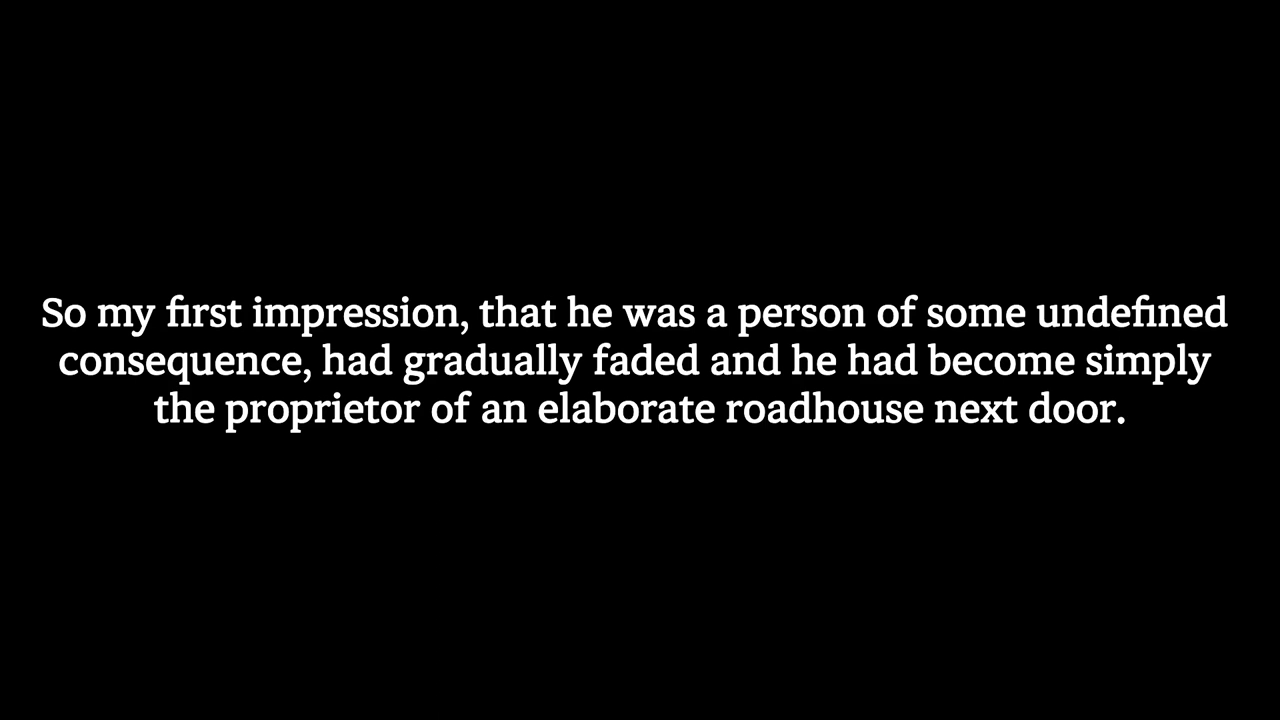 So my first impression, that he was a person of some undefined
consequence, had gradually faded and he had become simply
the proprietor of an elaborate roadhouse next door.